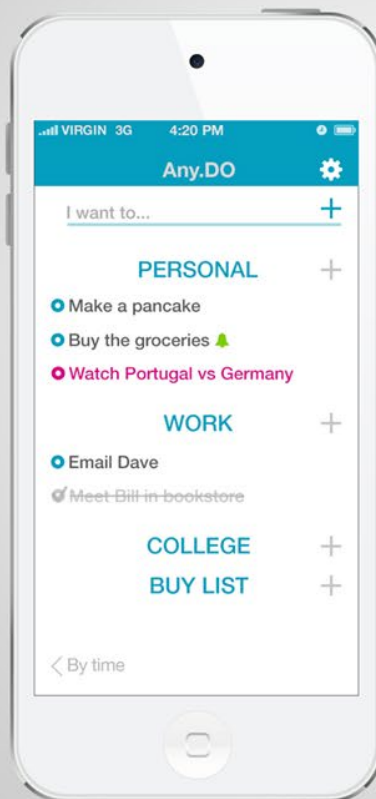 VIRGIN 3G 4:20 PM
Any.DO
I want to...
PERSONAL
Make a pancake
Buy the groceries
Watch Portugal vs Germany
WORK
Email Dave
Meet Bill in bookstore
COLLEGE
BUY LIST
By time